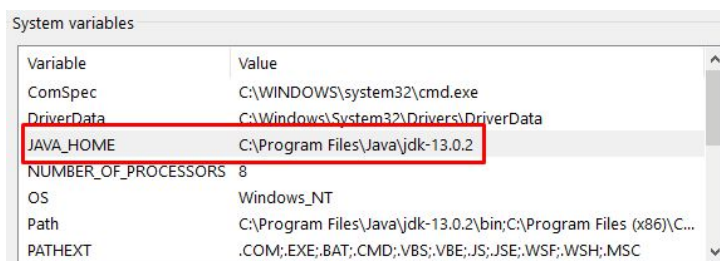 System variables
Variable Value
ComSpec C:\WINDOWS\system32\cmd.exe
DriverData C:\Windows\System32\Drivers\DriverData
JAVA_HOME C:\Program Files\Java\jdk-13.0.2
NUMBER_OF_PROCESSORS 8
OS Windows_NT
Path C:\Program Files\Java\jdk-13.0.2\bin;C:\Program Files (x86)\C...
PATHEXT .COM;.EXE;.BAT;.CMD;.VBS;.VBE;.JS;.JSE;.WSF;.WSH;.MSC